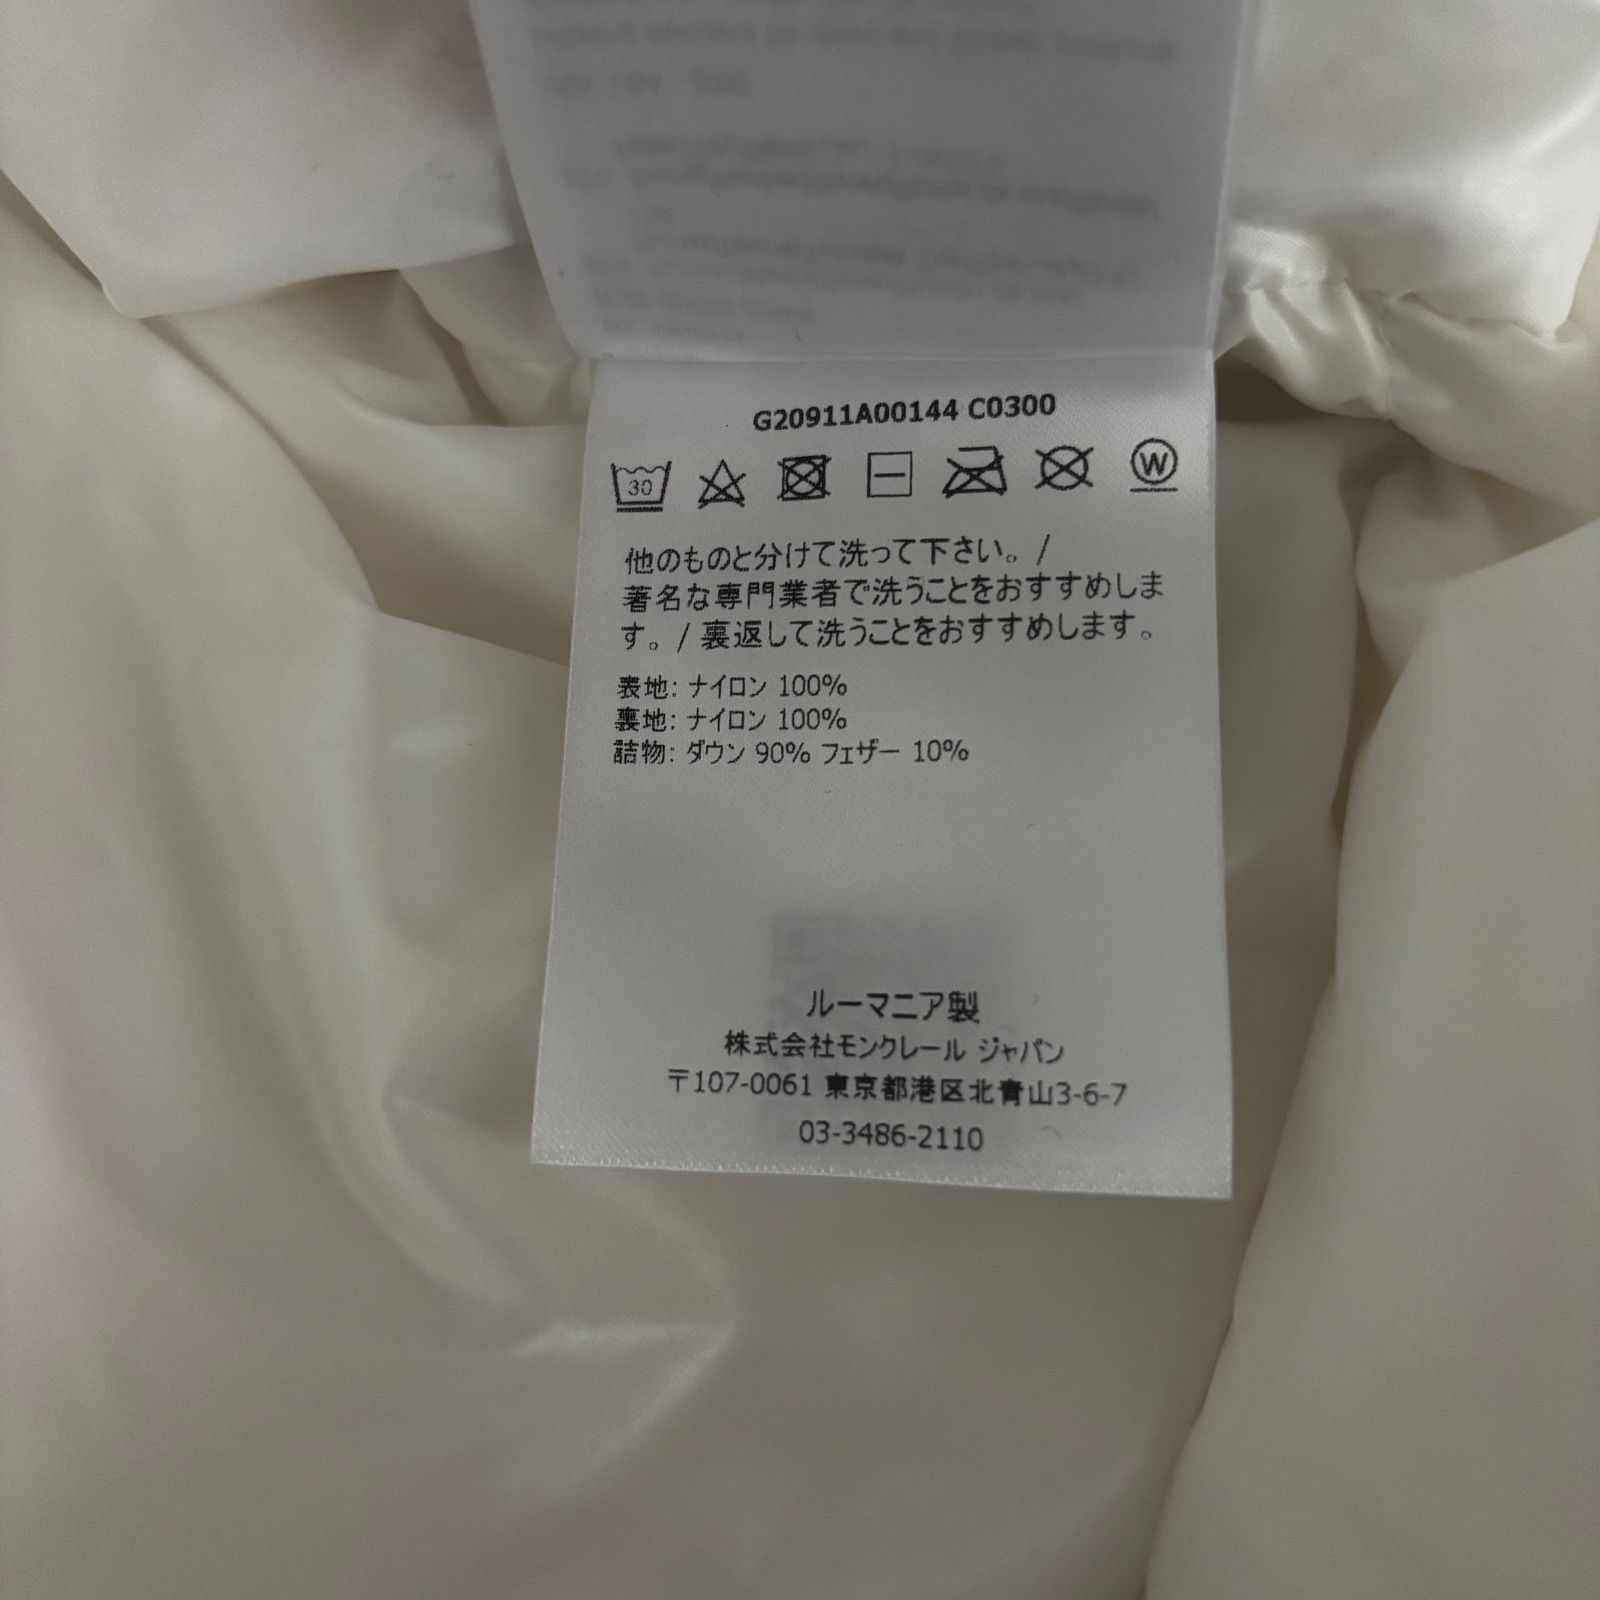 G20911A00144 C0300
30
W
他のものと分けて洗って下さい。/
著名な専門業者で洗うことをおすすめしま
す。/ 裏返して洗うことをおすすめします。
表地: ナイロン 100%
裏地: ナイロン 100%
詰物: ダウン 90% フェザー 10%
ルーマニア製
株式会社モンクレール ジャパン
〒107-0061 東京都港区北青山3-6-7
03-3486-2110